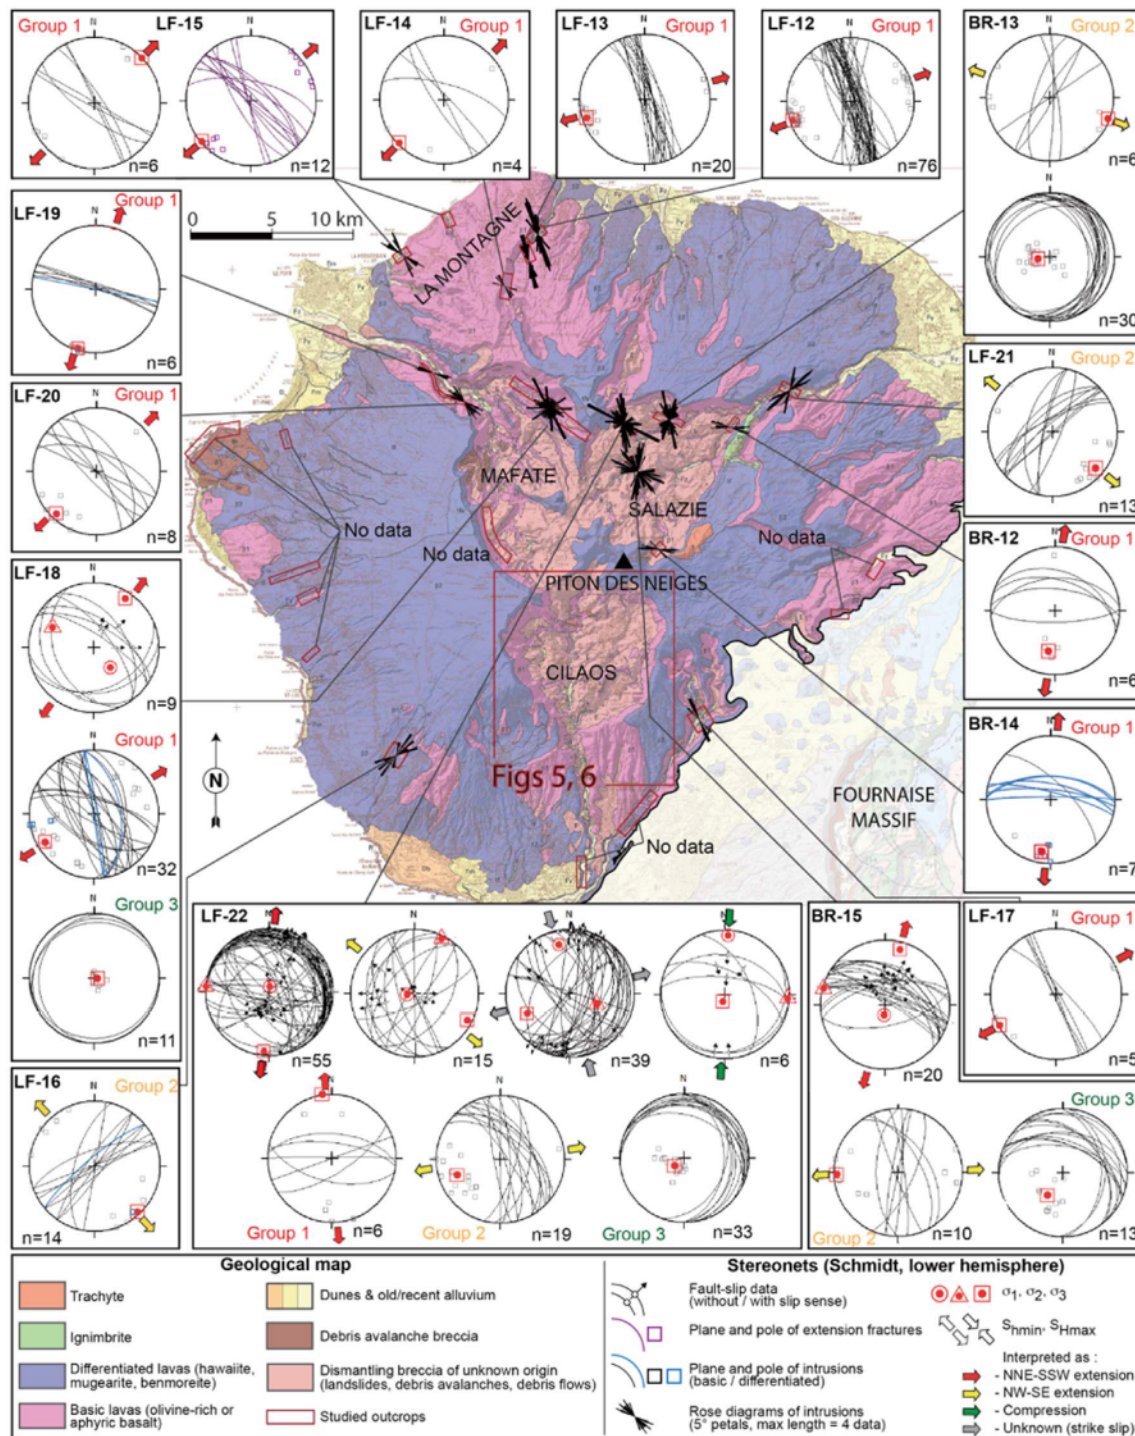 Group 1
LF-15
N
N
n=6
n=12
LF-14
Group 1
N
n=4
LF-13
Group 1
N
n=20
LF-12
Group 1
N
n=76
BR-13
Group 2
N
n=6
N
n=30
LF-19
Group 1
N
n=6
0 5 10 km
LA MONTAGNE
LF-21
Group 2
N
n=13
LF-20
Group 1
N
n=8
MAFATE
SALAZIE
No data
No data
No data
PITON DES NEIGES
BR-12
Group 1
N
n=6
LF-18
N
n=9
Group 1
N
n=32
Group 3
N
n=11
CILAOS
N
Figs 5, 6
FOURNAISE
MASSIF
No data
BR-14
Group 1
N
n=7
LF-16
Group 2
N
n=14
LF-22
N
N
N
N
n=55
n=15
n=39
n=6
N
N
N
Group 1
n=6
Group 2
n=19
Group 3
n=33
BR-15
N
n=20
LF-17
Group 1
N
n=5
Group 3
N
N
Group 2
n=10
n=13
Geological map
Trachyte
Ignimbrite
Differentiated lavas (hawaiite,
mugearite, benmoreite)
Basic lavas (olivine-rich or
aphyric basalt)
Dunes & old/recent alluvium
Debris avalanche breccia
Dismantling breccia of unknown origin
(landslides, debris avalanches, debris flows)
Studied outcrops
Stereonets (Schmidt, lower hemisphere)
Fault-slip data
(without / with slip sense)
Plane and pole of extension fractures
Plane and pole of intrusions
(basic / differentiated)
Rose diagrams of intrusions
(5° petals, max length = 4 data)
σ1, σ2, σ3
Shmin, SHmax
Interpreted as :
- NNE-SSW extension
- NW-SE extension
- Compression
- Unknown (strike slip)